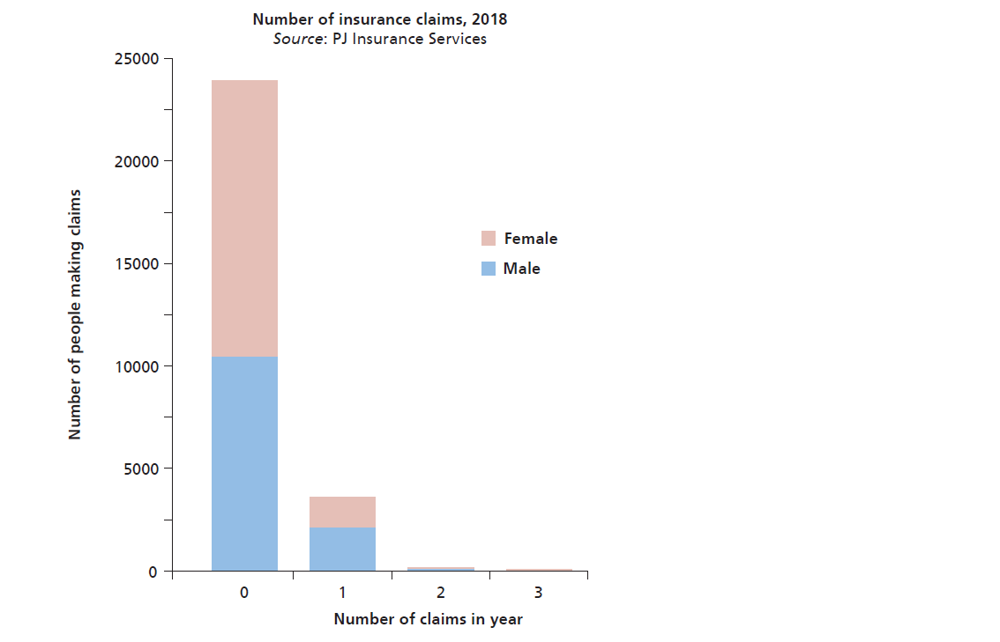 Number of insurance claims, 2018
Source: PJ Insurance Services
Number of people making claims
25000
20000
15000
10000
5000
0
Female
Male
0 1 2 3
Number of claims in year